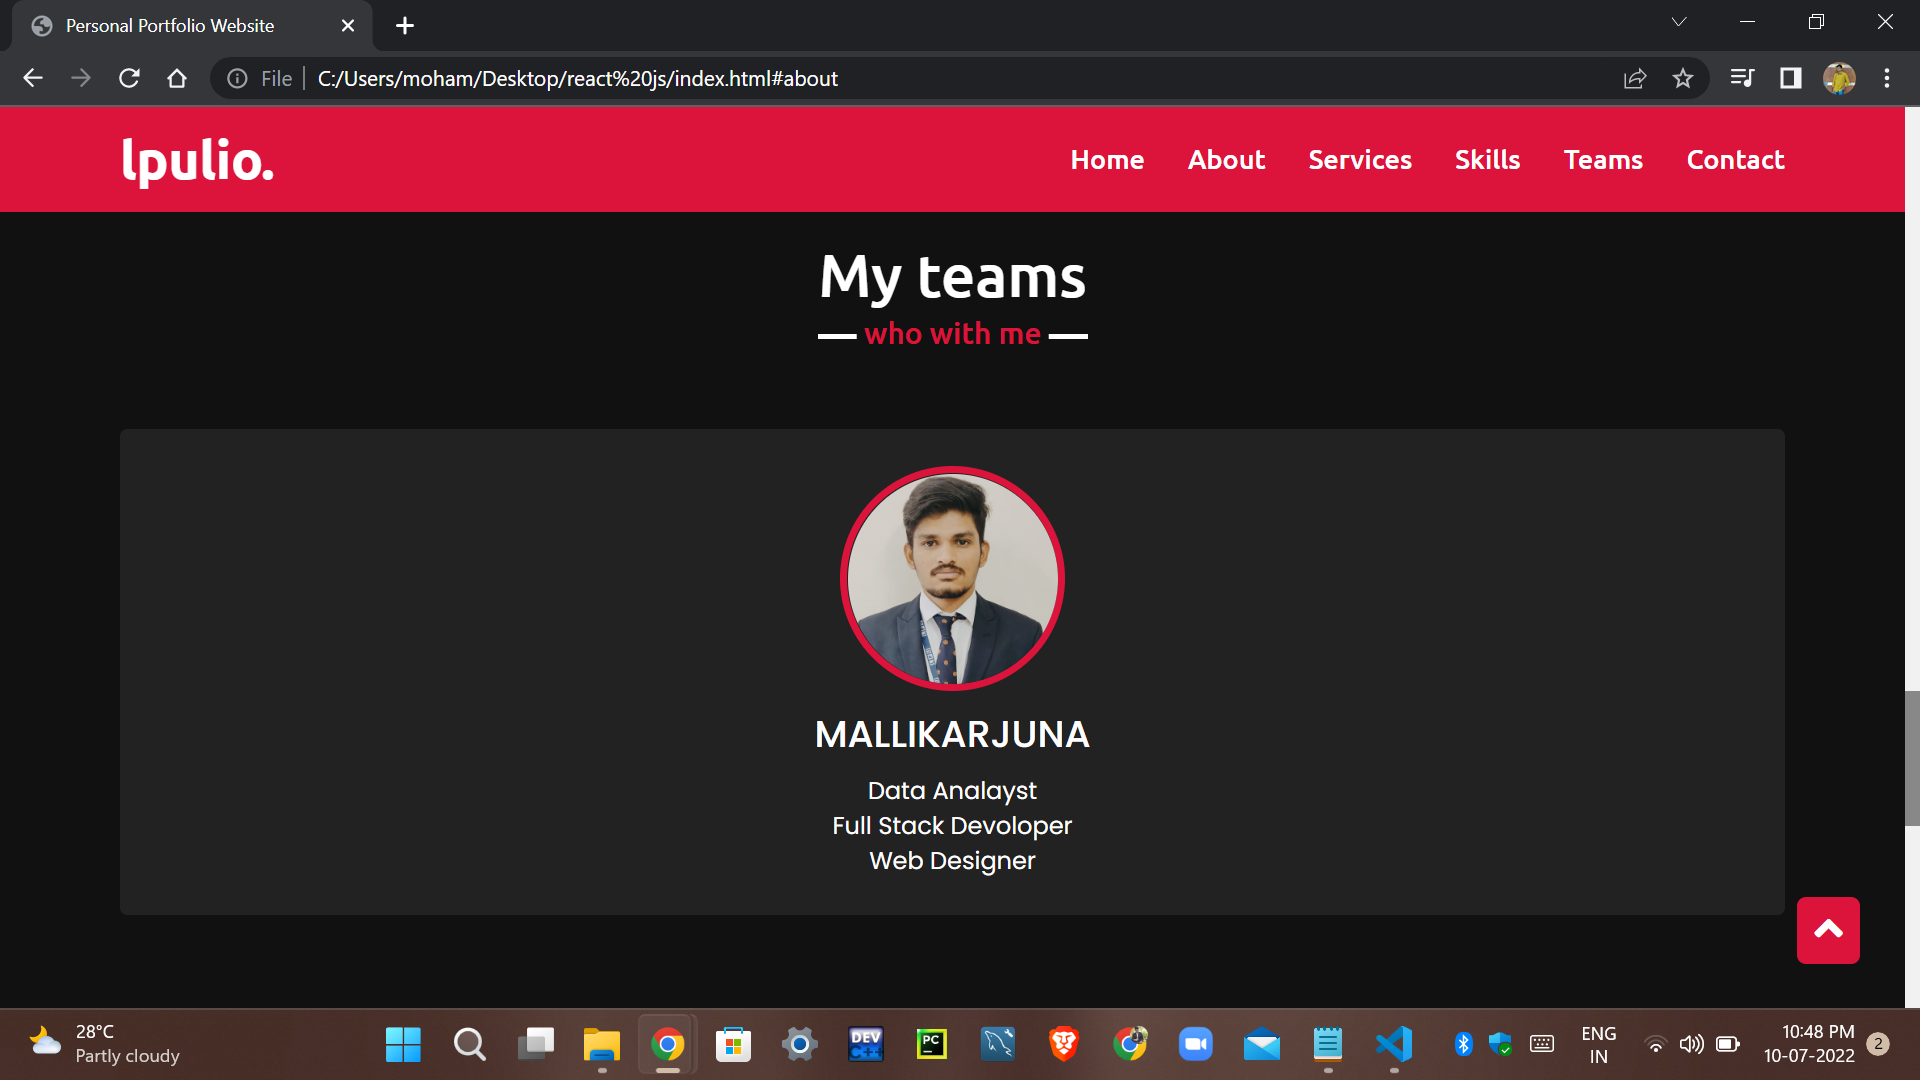 Personal Portfolio Website
File
C:/Users/moham/Desktop/react%20js/index.html#about
lpulio.
Home About Services Skills Teams Contact
My teams
who with me
MALLIKARJUNA
Data Analayst
Full Stack Devoloper
Web Designer
28°C
Partly cloudy
DEV
C++
PC
ENG
IN
10:48 PM
10-07-2022
2